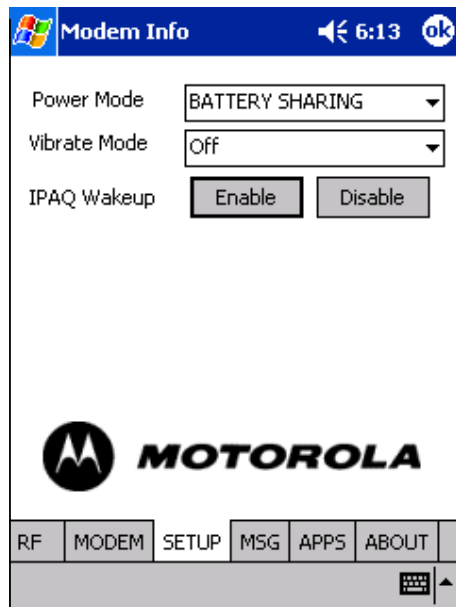 Modem Info 6:13 ok
Power Mode BATTERY SHARING
Vibrate Mode Off
IPAQ Wakeup Enable Disable
MOTOROLA
RF MODEM SETUP MSG APPS ABOUT